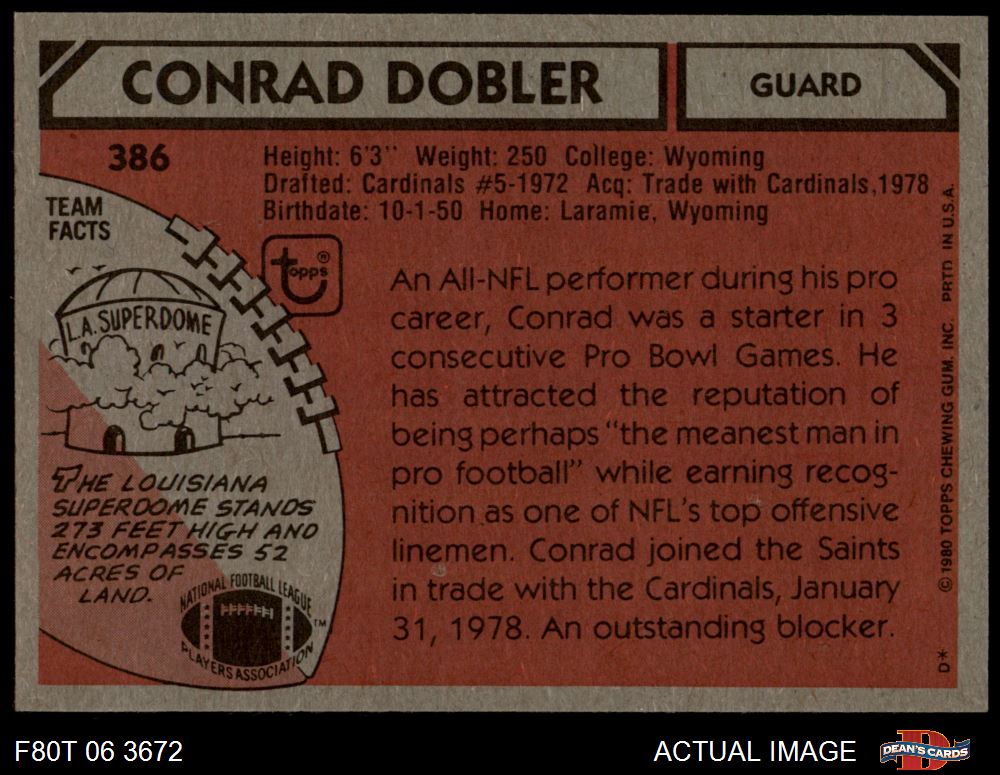 CONRAD DOBLER
GUARD
386
Height: 6'3" Weight: 250 College: Wyoming
Drafted: Cardinals #5-1972 Acq: Trade with Cardinals,1978
Birthdate: 10-1-50 Home: Laramie, Wyoming
TEAM
FACTS
topps®
L.A. SUPERDOME
THE LOUISIANA
SUPERDOME STANDS
273 FEET HIGH AND
ENCOMPASSES 52
ACRES OF
LAND.
NATIONAL FOOTBALL LEAGUE
PLAYERS ASSOCIATION
TM
An All-NFL performer during his pro
career, Conrad was a starter in 3
consecutive Pro Bowl Games. He
has attracted the reputation of
being perhaps "the meanest man in
pro football" while earning recog-
nition as one of NFL's top offensive
linemen. Conrad joined the Saints
in trade with the Cardinals, January
31, 1978. An outstanding blocker.
D* © 1980 TOPPS CHEWING GUM, INC. PRTD IN U.S.A.
F80T 06 3672
ACTUAL IMAGE
D
DEAN'S CARDS